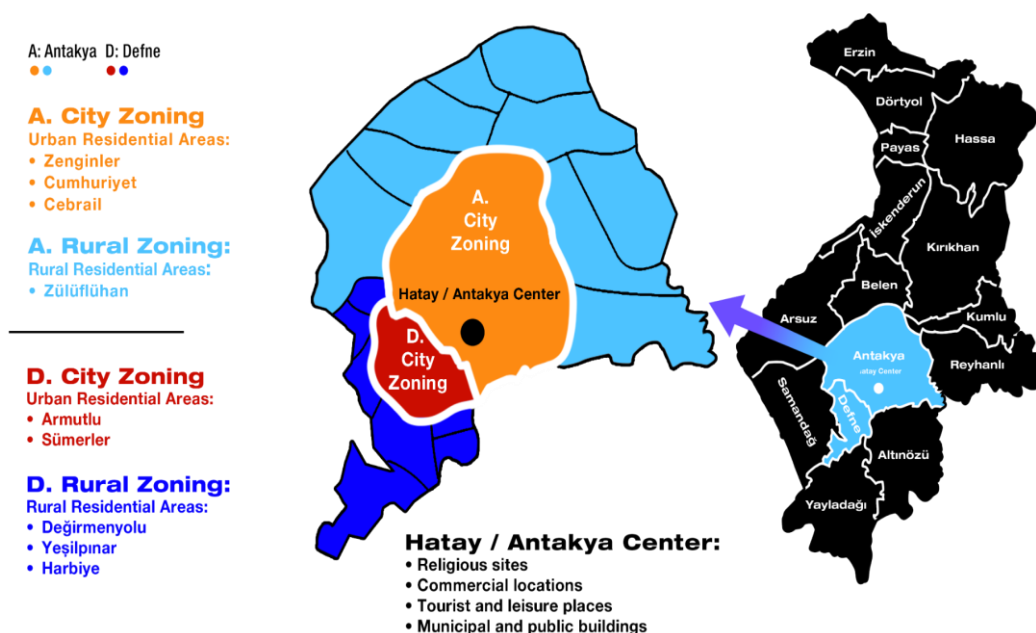 A: Antakya D: Defne
A. City Zoning
Urban Residential Areas:
• Zenginler
• Cumhuriyet
• Cebrail
A. Rural Zoning:
Rural Residential Areas:
• Zülüflühan
D. City Zoning
Urban Residential Areas:
• Armutlu
• Sümerler
D. Rural Zoning:
Rural Residential Areas:
• Değirmenyolu
• Yeşilpınar
• Harbiye
A.
City
Zoning
Hatay / Antakya Center
D.
City
Zoning
Hatay / Antakya Center:
• Religious sites
• Commercial locations
• Tourist and leisure places
• Municipal and public buildings
Erzin
Dörtyol
Hassa
Payas
İskenderun
Kırıkhan
Belen
Arsuz
Kumlu
Antakya
Hatay Center
Reyhanlı
Samandağ
Defne
Altınözü
Yayladağı